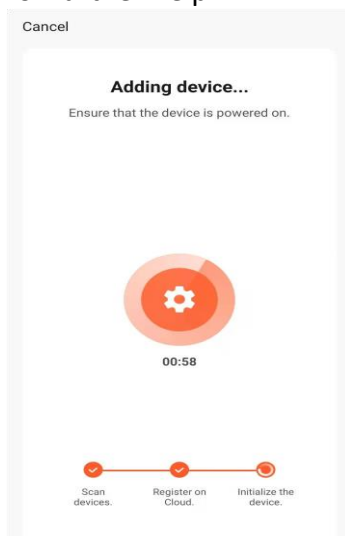 Cancel
Adding device...
Ensure that the device is powered on.
00:58
Scan
devices.
Register on
Cloud.
Initialize the
device.